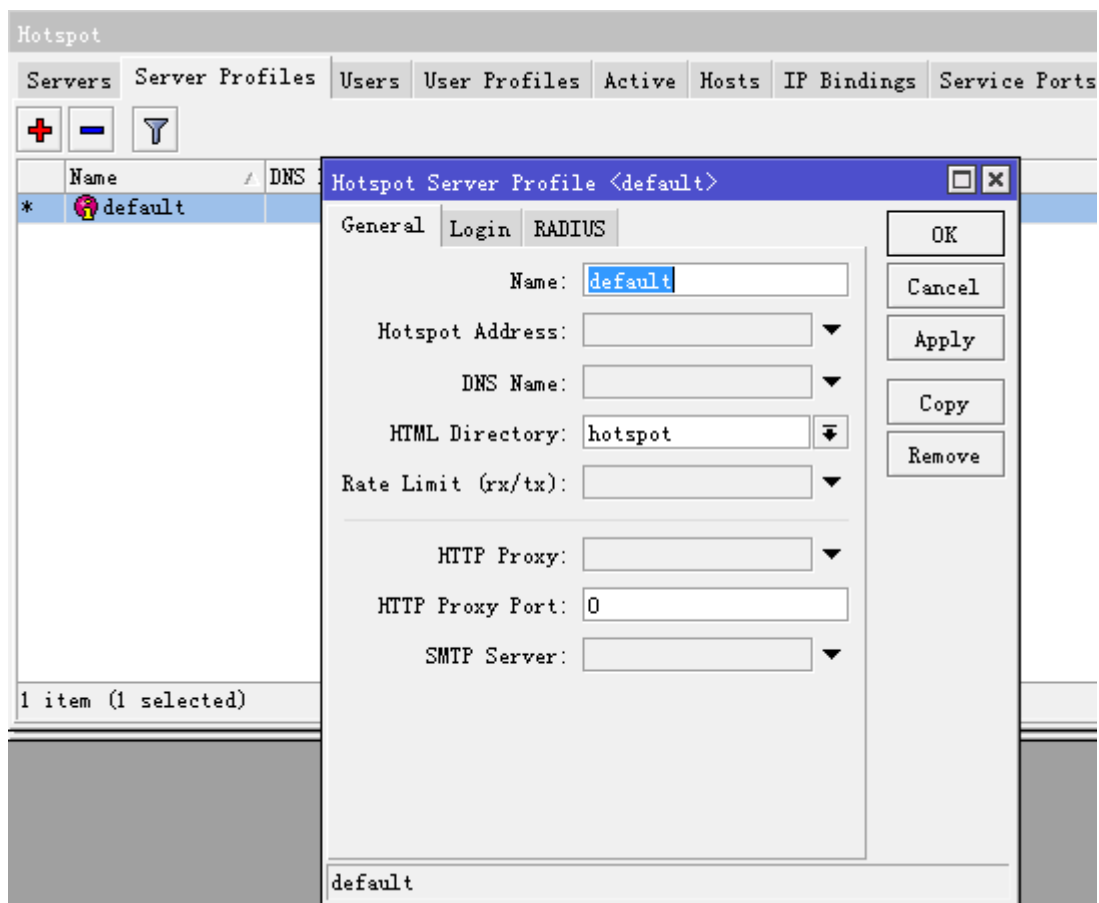 Hotspot
Servers Server Profiles Users User Profiles Active Hosts IP Bindings Service Ports
Name DNS
* default
Hotspot Server Profile <default>
General Login RADIUS
Name: default
Hotspot Address:
DNS Name:
HTML Directory: hotspot
Rate Limit (rx/tx):
HTTP Proxy:
HTTP Proxy Port: 0
SMTP Server:
OK
Cancel
Apply
Copy
Remove
1 item (1 selected)
default